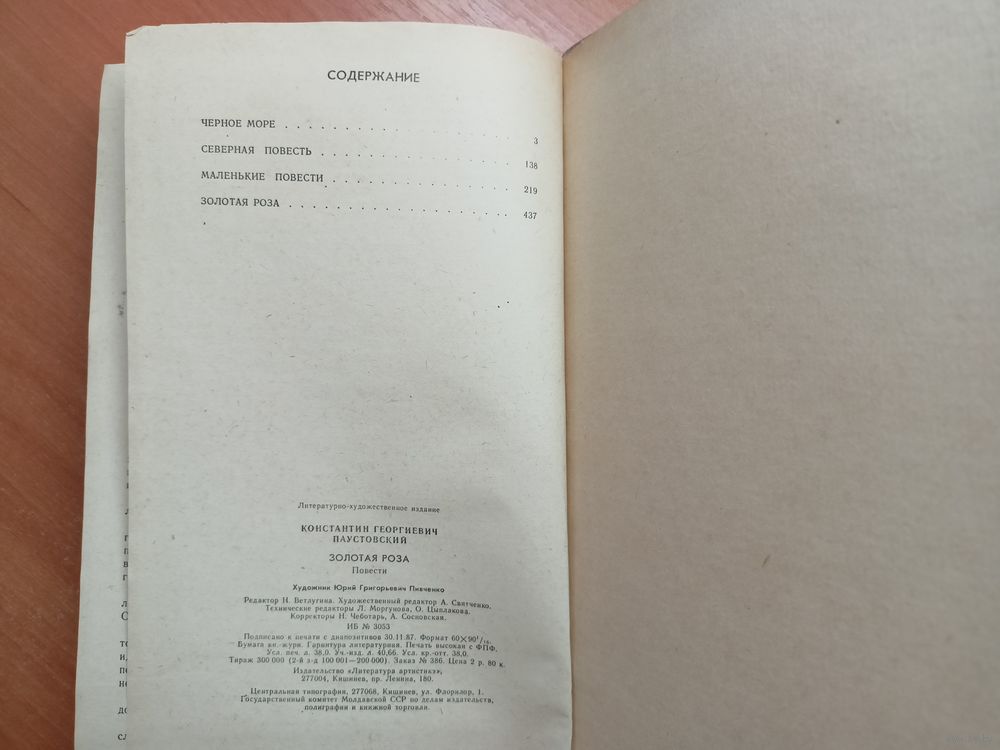 СОДЕРЖАНИЕ
ЧЕРНОЕ МОРЕ . . . . . . . . . . . . . . . . . . . . 3
СЕВЕРНАЯ ПОВЕСТЬ . . . . . . . . . . . . . . . . . 138
МАЛЕНЬКИЕ ПОВЕСТИ . . . . . . . . . . . . . . . . 219
ЗОЛОТАЯ РОЗА . . . . . . . . . . . . . . . . . . . 437
Литературно-художественное издание
КОНСТАНТИН ГЕОРГИЕВИЧ
ПАУСТОВСКИЙ
ЗОЛОТАЯ РОЗА
Повести
Художник Юрий Григорьевич Пивченко
Редактор Н. Ветлугина. Художественный редактор А. Святченко.
Технические редакторы Л. Моргунова, О. Цыплакова.
Корректоры Н. Чеботарь, А. Сосновская.
ИБ № 3053
Подписано к печати с диапозитивов 30.11.87. Формат 60×90¹/₁₆.
Бумага кн.-журн. Гарнитура литературная. Печать высокая с ФПФ.
Усл. печ. л. 38,0. Уч.-изд. л. 40,66. Усл. кр.-отт. 38,0.
Тираж 300 000 (2-й з-д 100 001—200 000). Заказ № 386. Цена 2 р. 80 к.
Издательство «Литература артистикэ»,
277004, Кишинев, пр. Ленина, 180.
Центральная типография, 277068, Кишинев, ул. Флорилор, 1.
Государственный комитет Молдавской ССР по делам издательств,
полиграфии и книжной торговли.